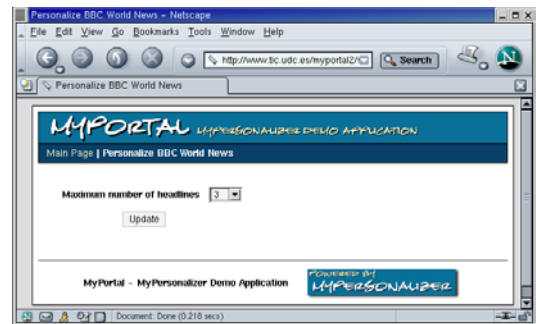 Personalize BBC World News - Netscape
File Edit View Go Bookmarks Tools Window Help
http://www.tic.udc.es/myportal2/ Search N
Personalize BBC World News
MYPORTAL MYPERSONALIZER DEMO APPLICATION
Main Page | Personalize BBC World News
Maximum number of headlines 3
Update
MyPortal - MyPersonalizer Demo Application
POWERED BY
MYPERSONALIZER
Document: Done (0.218 secs)